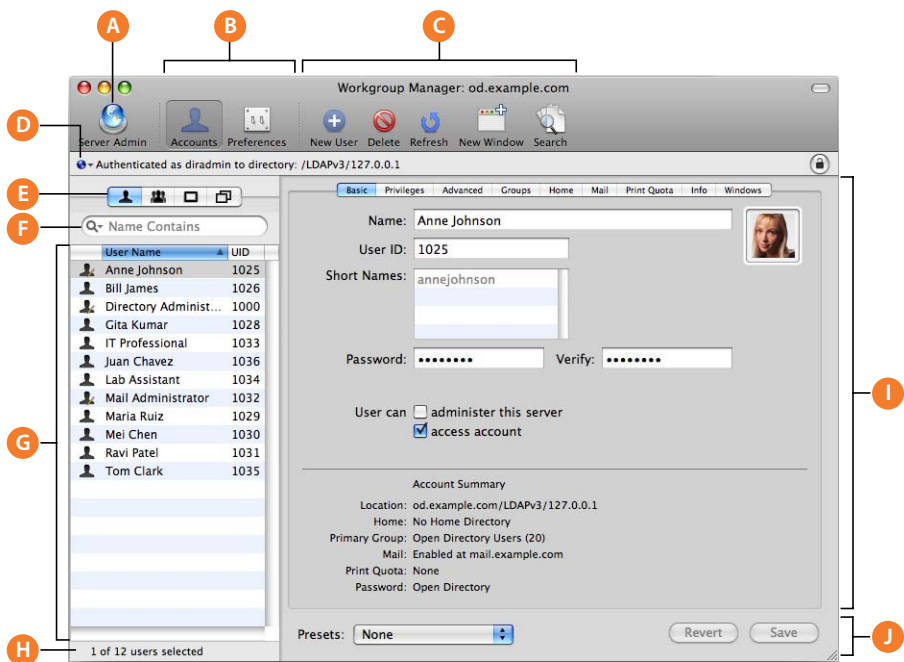 A
B
C
Workgroup Manager: od.example.com
Server Admin
Accounts
Preferences
New User
Delete
Refresh
New Window
Search
D
Authenticated as diradmin to directory: /LDAPv3/127.0.0.1
E
F
Name Contains
User Name UID
Anne Johnson 1025
Bill James 1026
Directory Administ... 1000
Gita Kumar 1028
IT Professional 1033
Juan Chavez 1036
Lab Assistant 1034
Mail Administrator 1032
Maria Ruiz 1029
Mei Chen 1030
Ravi Patel 1031
Tom Clark 1035
G
H
1 of 12 users selected
Basic Privileges Advanced Groups Home Mail Print Quota Info Windows
Name: Anne Johnson
User ID: 1025
Short Names: annejohnson
Password: •••••••• Verify: ••••••••
User can administer this server
access account
Account Summary
Location: od.example.com/LDAPv3/127.0.0.1
Home: No Home Directory
Primary Group: Open Directory Users (20)
Mail: Enabled at mail.example.com
Print Quota: None
Password: Open Directory
I
Presets: None
Revert
Save
J